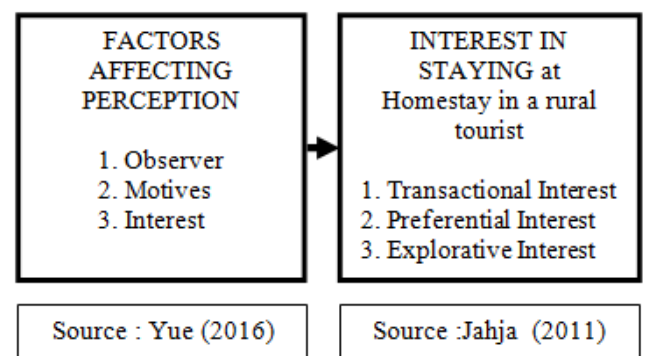 FACTORS
AFFECTING
PERCEPTION
1. Observer
2. Motives
3. Interest
INTEREST IN
STAYING at
Homestay in a rural
tourist
1. Transactional Interest
2. Preferential Interest
3. Explorative Interest
Source : Yue (2016)
Source :Jahja (2011)